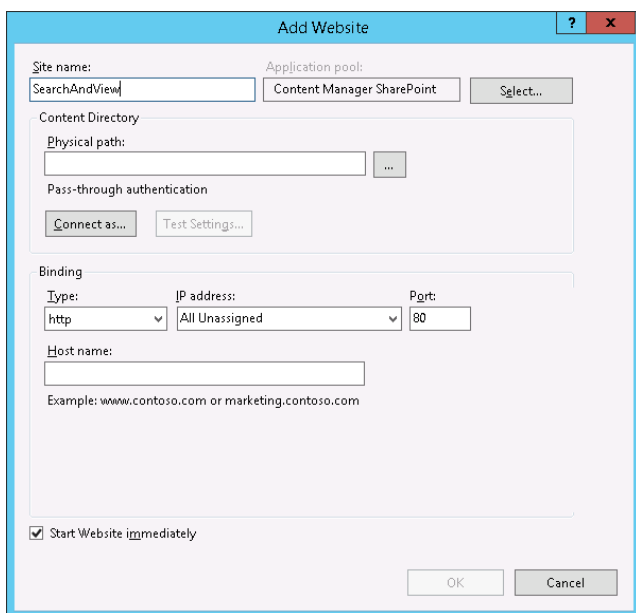 Add Website
? x
Site name:
Application pool:
SearchAndView
Content Manager SharePoint
Select...
Content Directory
Physical path:
...
Pass-through authentication
Connect as...
Test Settings...
Binding
Type:
IP address:
Port:
http
All Unassigned
80
Host name:
Example: www.contoso.com or marketing.contoso.com
Start Website immediately
OK
Cancel